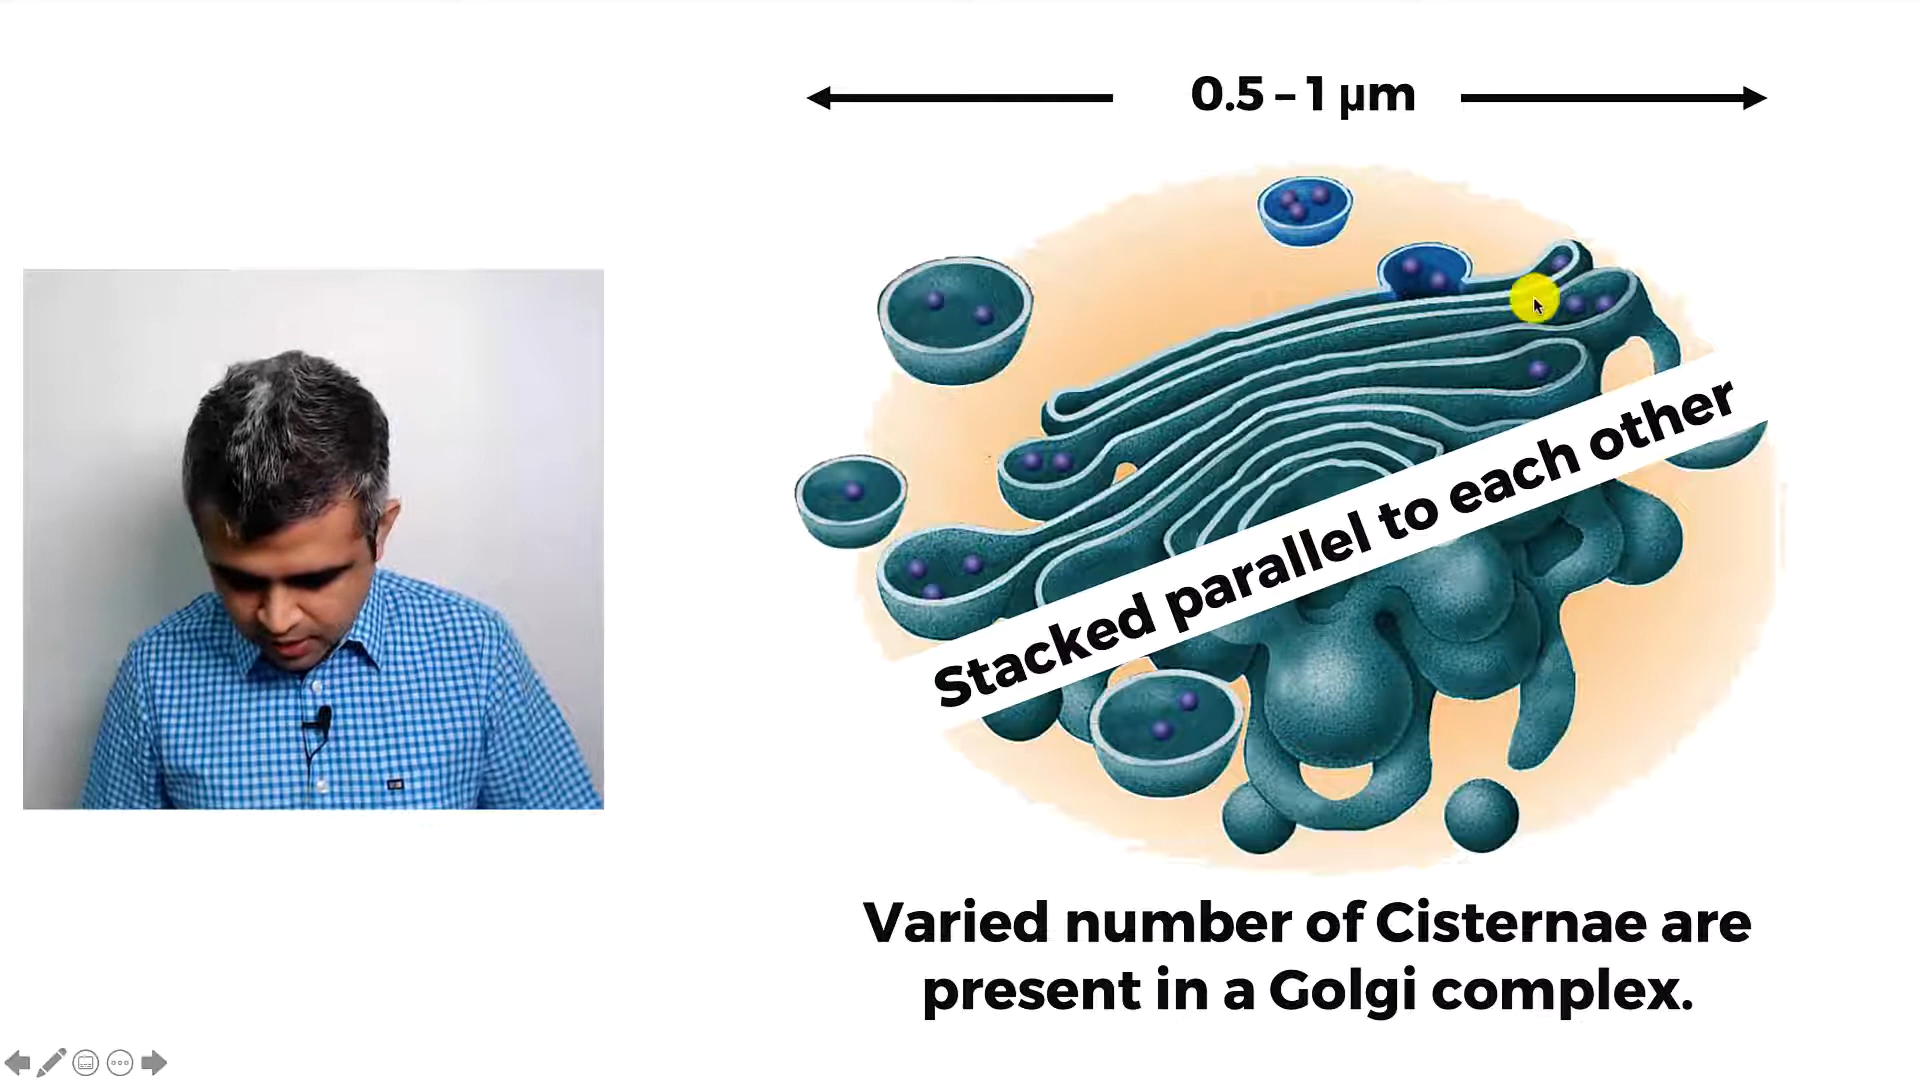 0.5 – 1 µm
Stacked parallel to each other
Varied number of Cisternae are
present in a Golgi complex.